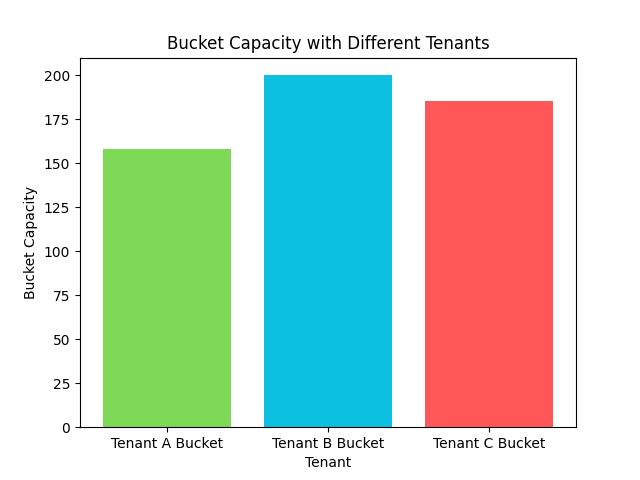 Bucket Capacity with Different Tenants
200
175
150
125
100
75
50
25
0
Bucket Capacity
Tenant A Bucket Tenant B Bucket Tenant C Bucket
Tenant